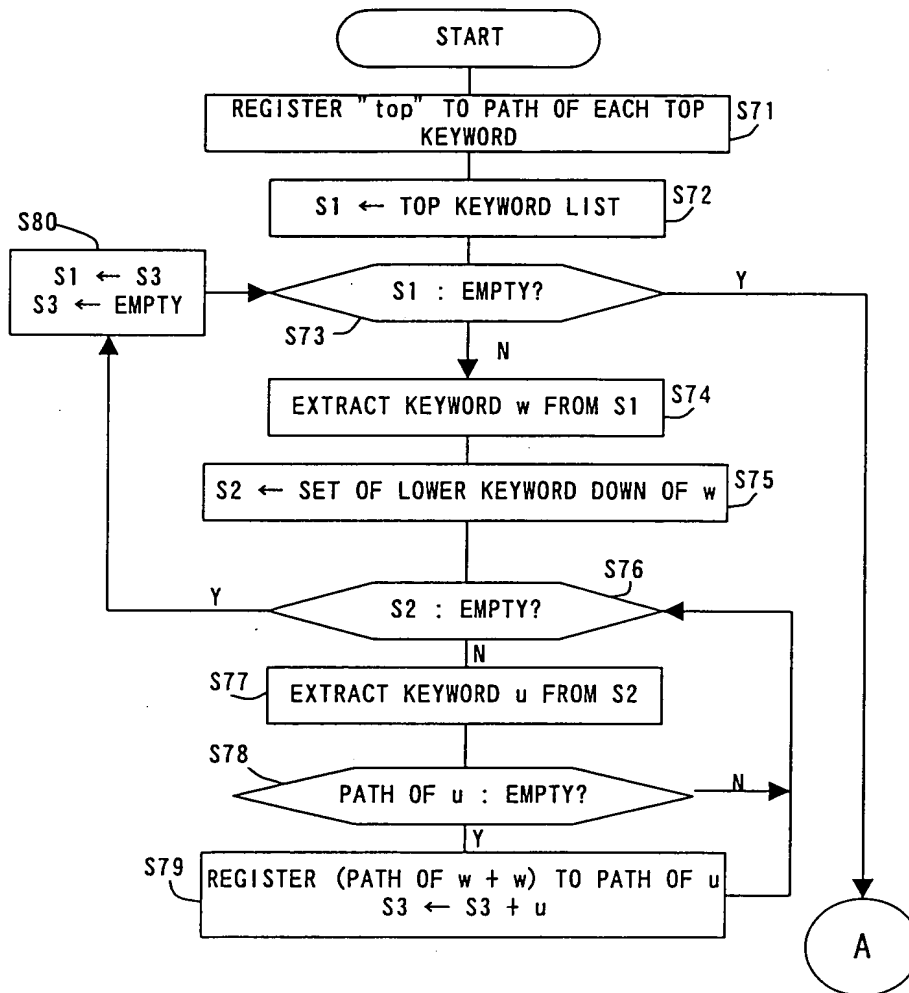 START
REGISTER "top" TO PATH OF EACH TOP
KEYWORD
S71
S1 ← TOP KEYWORD LIST
S72
S80
S1 ← S3
S3 ← EMPTY
S1 : EMPTY?
Y
S73
N
EXTRACT KEYWORD w FROM S1
S74
S2 ← SET OF LOWER KEYWORD DOWN OF w
S75
S76
Y
S2 : EMPTY?
N
S77
EXTRACT KEYWORD u FROM S2
S78
PATH OF u : EMPTY?
N
Y
S79
REGISTER (PATH OF w + w) TO PATH OF u
S3 ← S3 + u
A